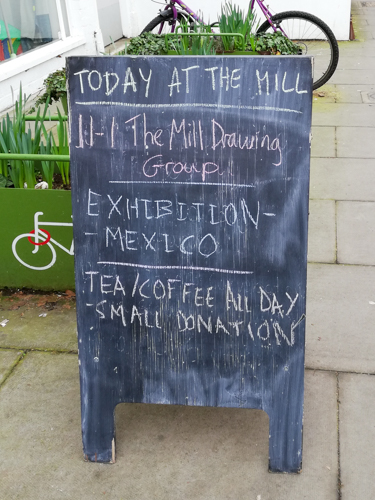 TODAY AT THE MILL
11-1 The Mill Drawing
Group
EXHIBITION-
-MEXICO
TEA/COFFEE All DAY
-SMALL DONATION